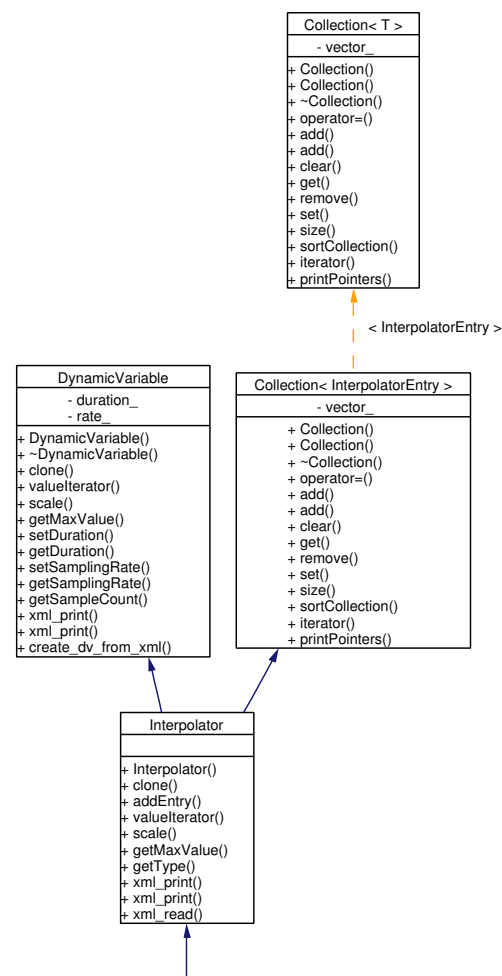 Collection< T >
- vector_
+ Collection()
+ Collection()
+ ~Collection()
+ operator=()
+ add()
+ add()
+ clear()
+ get()
+ remove()
+ set()
+ size()
+ sortCollection()
+ iterator()
+ printPointers()
< InterpolatorEntry >
DynamicVariable
- duration_
- rate_
+ DynamicVariable()
+ ~DynamicVariable()
+ clone()
+ valueIterator()
+ scale()
+ getMaxValue()
+ setDuration()
+ getDuration()
+ setSamplingRate()
+ getSamplingRate()
+ getSampleCount()
+ xml_print()
+ xml_print()
+ create_dv_from_xml()
Collection< InterpolatorEntry >
- vector_
+ Collection()
+ Collection()
+ ~Collection()
+ operator=()
+ add()
+ add()
+ clear()
+ get()
+ remove()
+ set()
+ size()
+ sortCollection()
+ iterator()
+ printPointers()
Interpolator
+ Interpolator()
+ clone()
+ addEntry()
+ valueIterator()
+ scale()
+ getMaxValue()
+ getType()
+ xml_print()
+ xml_print()
+ xml_read()